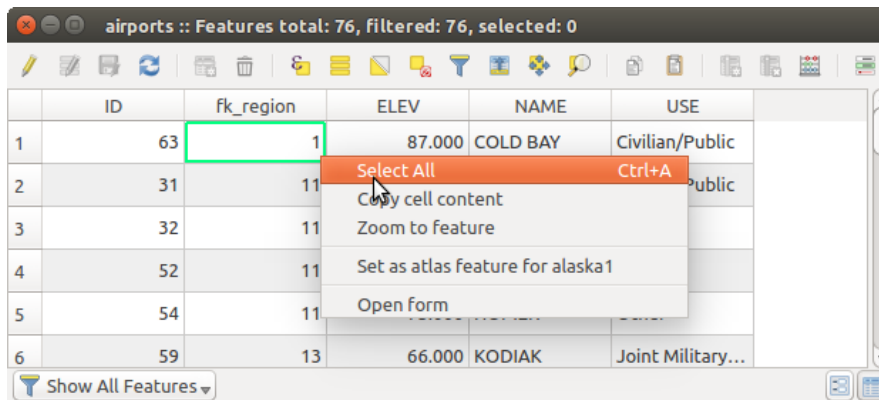 airports :: Features total: 76, filtered: 76, selected: 0
ID fk_region ELEV NAME USE
1 63 1 87.000 COLD BAY Civilian/Public
Select All Ctrl+A
2 31 11 Public
Copy cell content
3 32 11 Zoom to feature
4 52 11 Set as atlas feature for alaska1
5 54 11 Open form
6 59 13 66.000 KODIAK Joint Military...
Show All Features